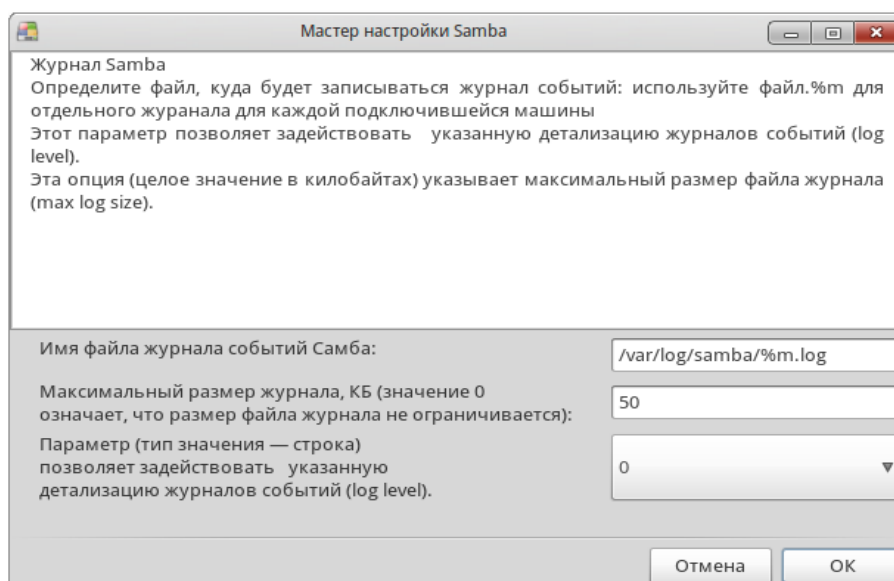 Мастер настройки Samba
Журнал Samba
Определите файл, куда будет записываться журнал событий: используйте файл.%m для
отдельного журанала для каждой подключившейся машины
Этот параметр позволяет задействовать указанную детализацию журналов событий (log
level).
Эта опция (целое значение в килобайтах) указывает максимальный размер файла журнала
(max log size).
Имя файла журнала событий Самба:
/var/log/samba/%m.log
Максимальный размер журнала, КБ (значение 0
означает, что размер файла журнала не ограничивается):
50
Параметр (тип значения — строка)
позволяет задействовать указанную
детализацию журналов событий (log level).
0
Отмена
OK